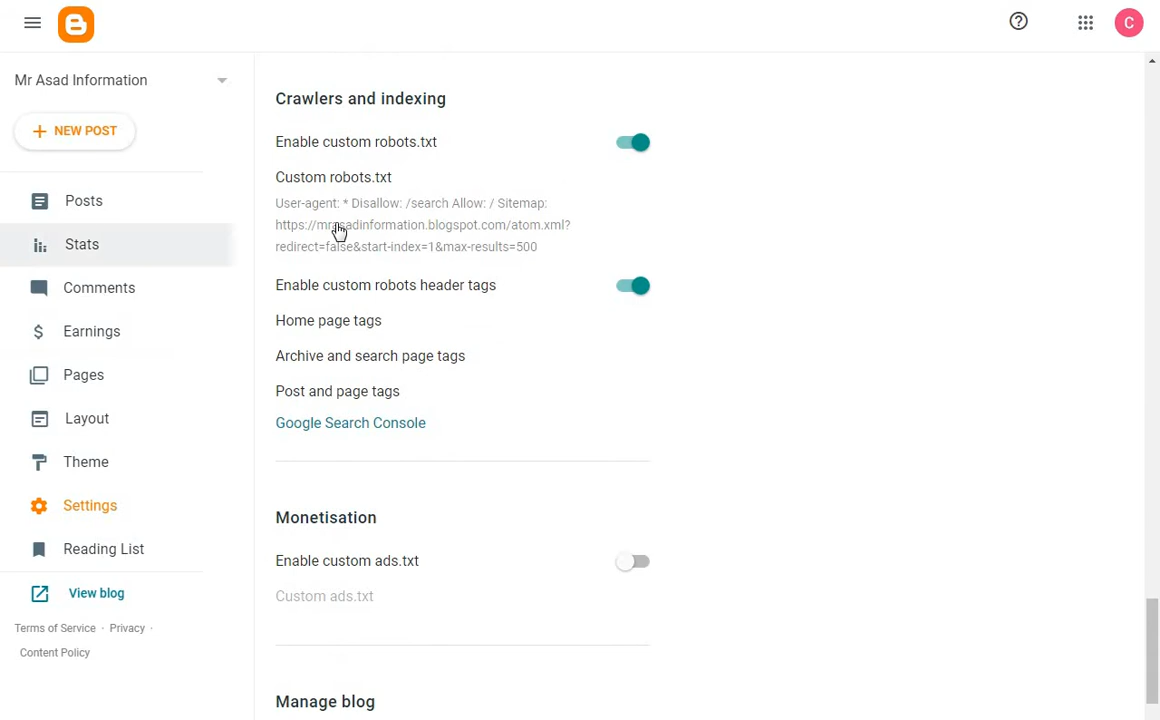 C
Mr Asad Information
NEW POST
Posts
Stats
Comments
Earnings
Pages
Layout
Theme
Settings
Reading List
View blog
Terms of Service · Privacy ·
Content Policy
Crawlers and indexing
Enable custom robots.txt
Custom robots.txt
User-agent: * Disallow: /search Allow: / Sitemap:
https://mrasadinformation.blogspot.com/atom.xml?
redirect=false&start-index=1&max-results=500
Enable custom robots header tags
Home page tags
Archive and search page tags
Post and page tags
Google Search Console
Monetisation
Enable custom ads.txt
Custom ads.txt
Manage blog